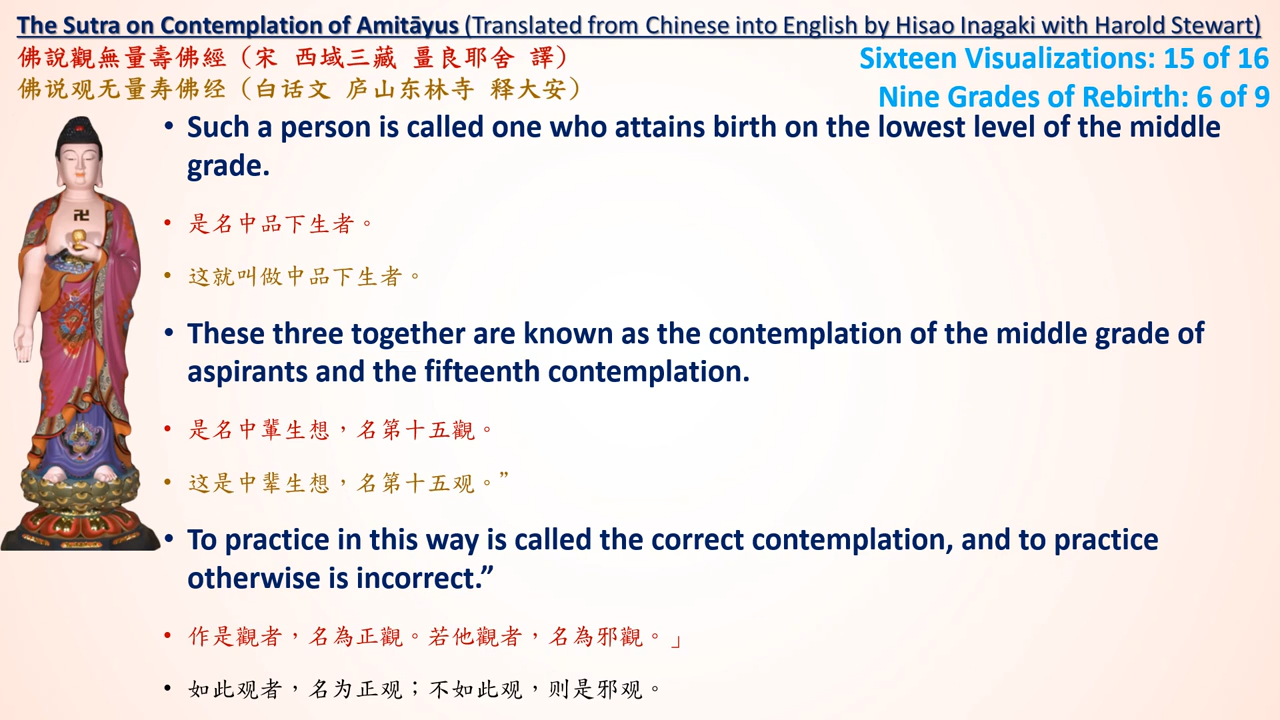 The Sutra on Contemplation of Amitāyus (Translated from Chinese into English by Hisao Inagaki with Harold Stewart)
佛說觀無量壽佛經（宋 西域三藏 畺良耶舍 譯）
佛说观无量寿佛经（白话文 庐山东林寺 释大安）
Sixteen Visualizations: 15 of 16
Nine Grades of Rebirth: 6 of 9
卍
• Such a person is called one who attains birth on the lowest level of the middle
grade.
• 是名中品下生者。
• 这就叫做中品下生者。
• These three together are known as the contemplation of the middle grade of
aspirants and the fifteenth contemplation.
• 是名中輩生想，名第十五觀。
• 这是中辈生想，名第十五观。”
• To practice in this way is called the correct contemplation, and to practice
otherwise is incorrect.”
• 作是觀者，名為正觀。若他觀者，名為邪觀。」
• 如此观者，名为正观；不如此观，则是邪观。